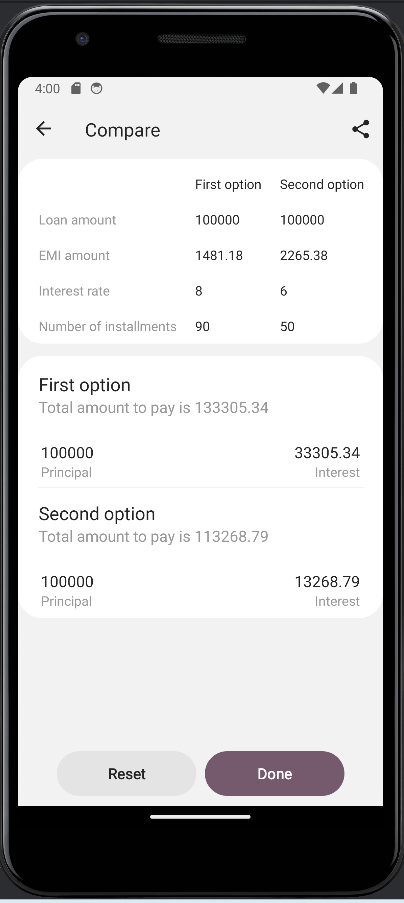 4:00
Compare
First option Second option
Loan amount 100000 100000
EMI amount 1481.18 2265.38
Interest rate 8 6
Number of installments 90 50
First option
Total amount to pay is 133305.34
100000 33305.34
Principal Interest
Second option
Total amount to pay is 113268.79
100000 13268.79
Principal Interest
Reset Done